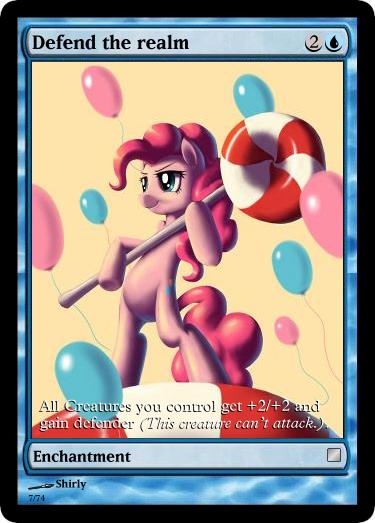 Defend the realm 2
All Creatures you control get +2/+2 and
gain defender (This creature can't attack.).
Enchantment
Shirly
7/74